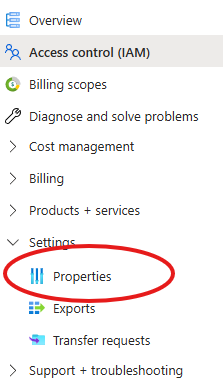 Overview
Access control (IAM)
Billing scopes
Diagnose and solve problems
Cost management
Billing
Products + services
Settings
Properties
Exports
Transfer requests
Support + troubleshooting